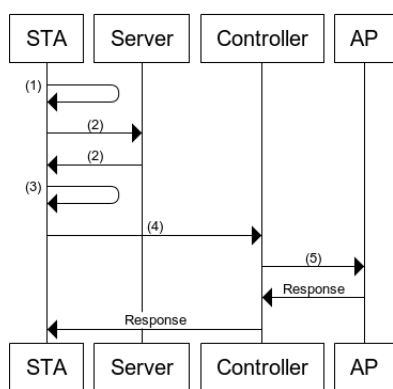 STA Server Controller AP
(1)
(2)
(2)
(3)
(4)
(5)
Response
Response
STA Server Controller AP